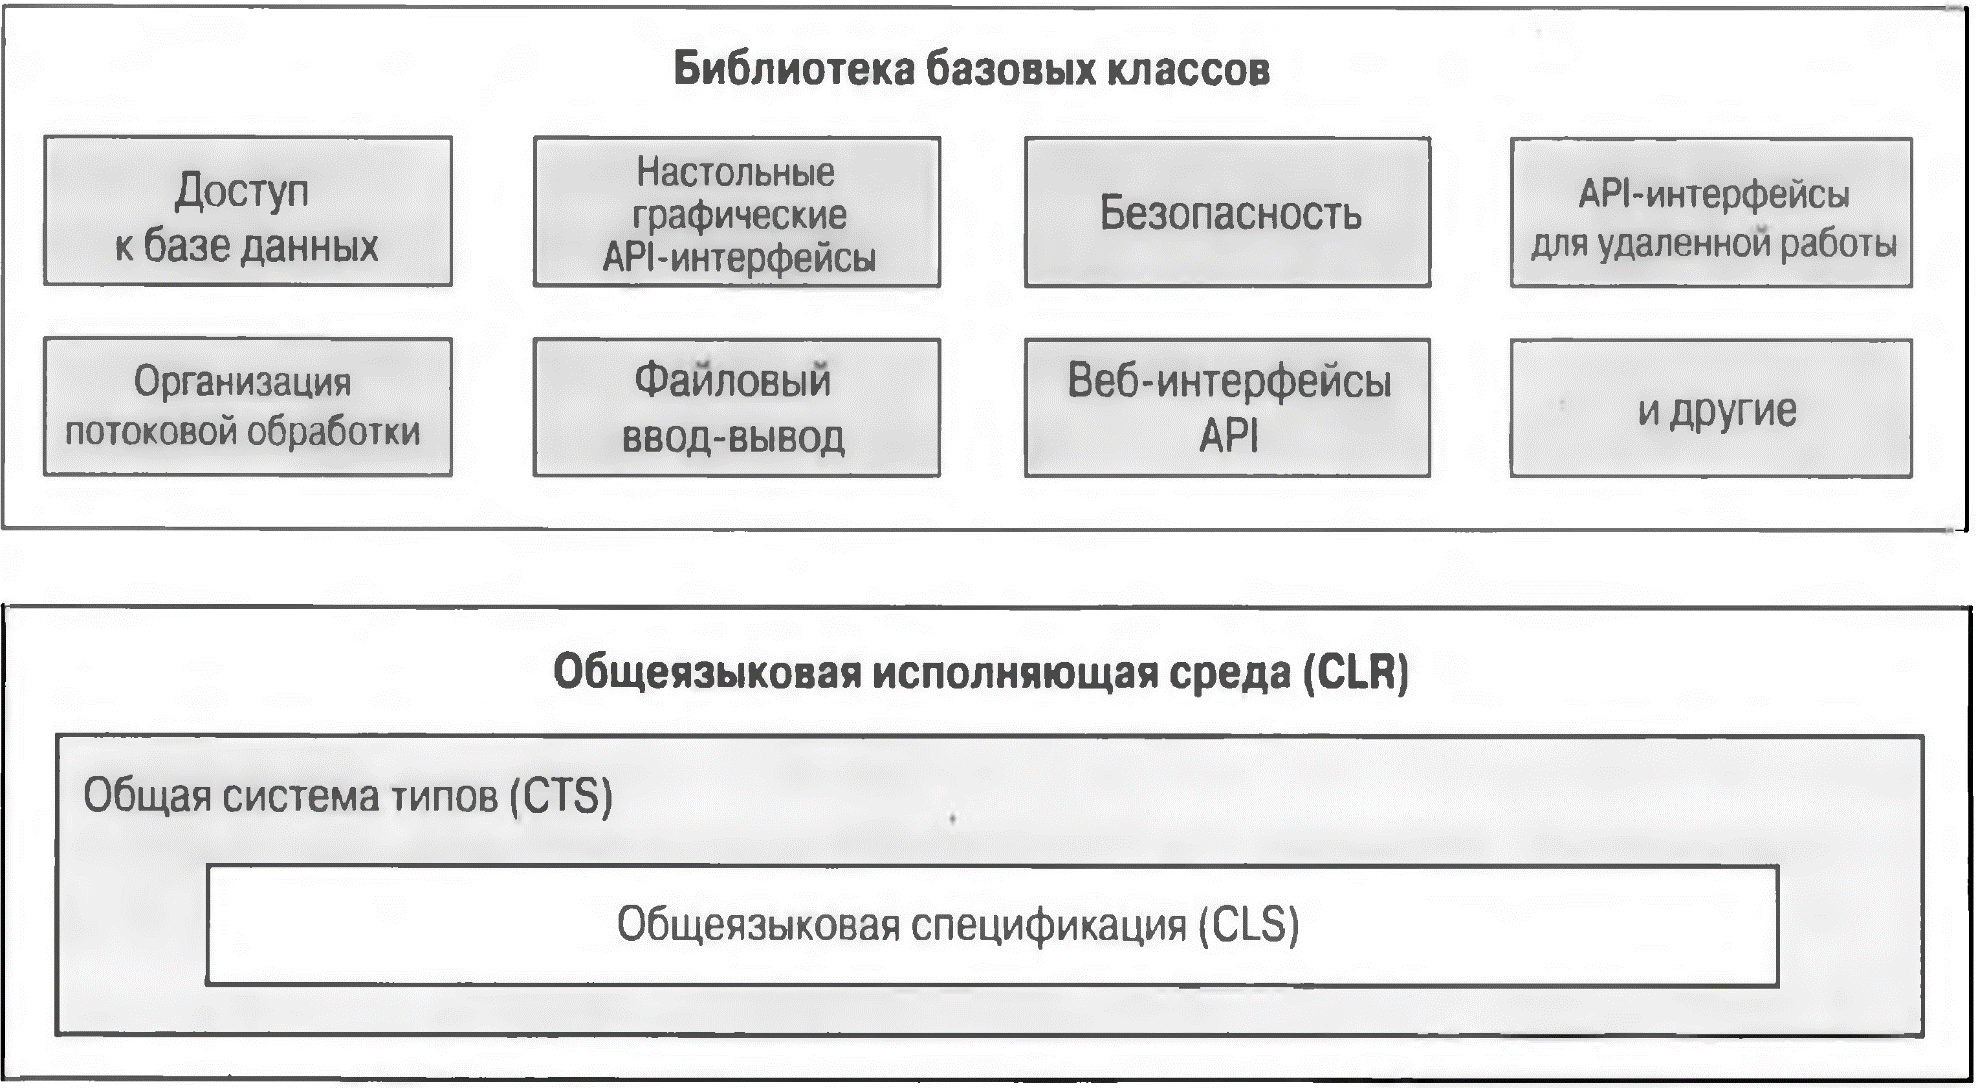 Библиотека базовых классов
Доступ
к базе данных
Настольные
графические
API-интерфейсы
Безопасность
API-интерфейсы
для удаленной работы
Организация
потоковой обработки
Файловый
ввод-вывод
Веб-интерфейсы
API
и другие
Общеязыковая исполняющая среда (CLR)
Общая система типов (CTS)
Общеязыковая спецификация (CLS)